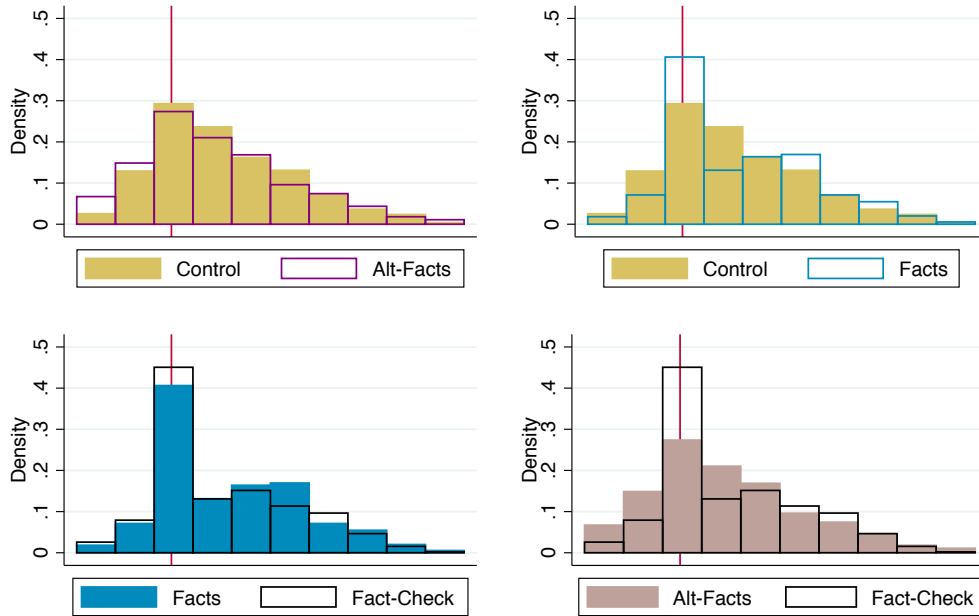 .5
.4
.3
.2
.1
0
Density
Control
Alt-Facts
.5
.4
.3
.2
.1
0
Density
Control
Facts
.5
.4
.3
.2
.1
0
Density
Facts
Fact-Check
.5
.4
.3
.2
.1
0
Density
Alt-Facts
Fact-Check